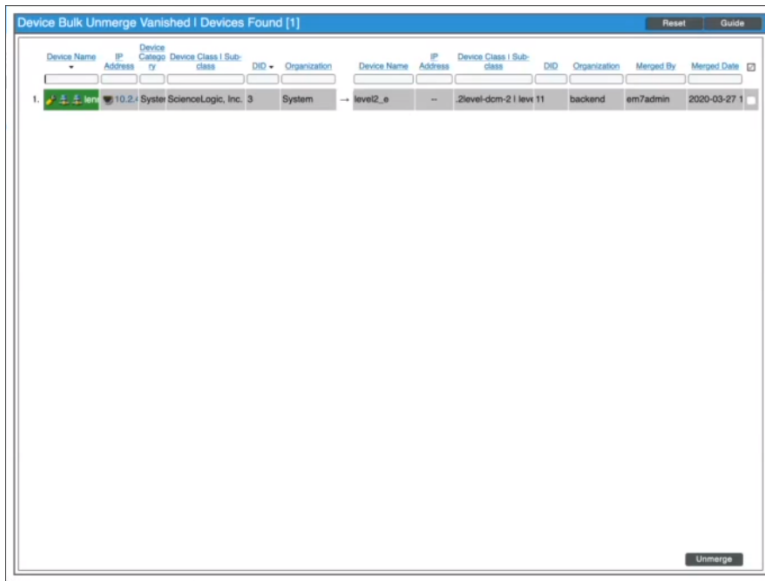 Device Bulk Unmerge Vanished | Devices Found [1] Reset Guide
Device Name IP Address Device Category Device Class | Sub-class DID Organization Device Name IP Address Device Class | Sub-class DID Organization Merged By Merged Date
1. 10.2. Syster ScienceLogic, Inc. 3 System → level2_e -- .2level-dcm-2 | leve 11 backend em7admin 2020-03-27 1
Unmerge